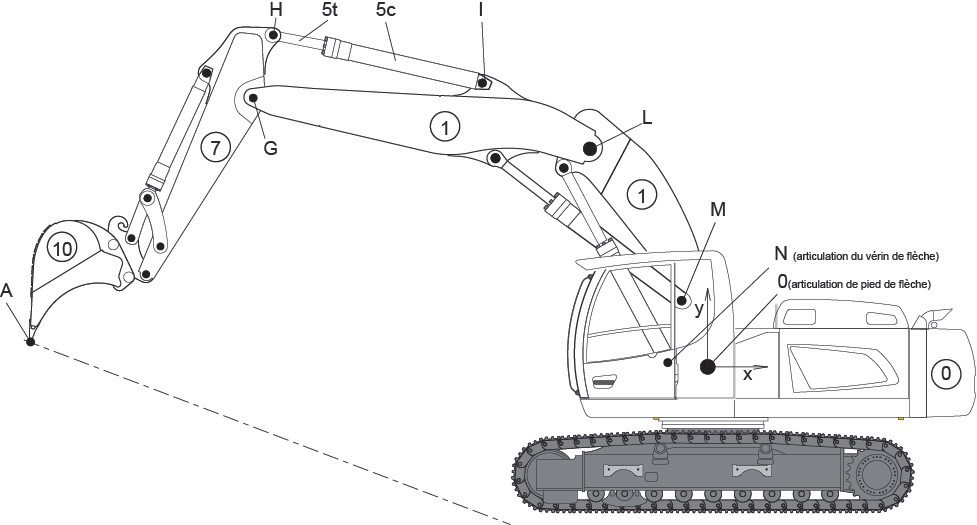 H 5t 5c I
L
1
G
7
1
M
10
N (articulation du vérin de flèche)
0(articulation de pied de flèche)
A
y
x
0